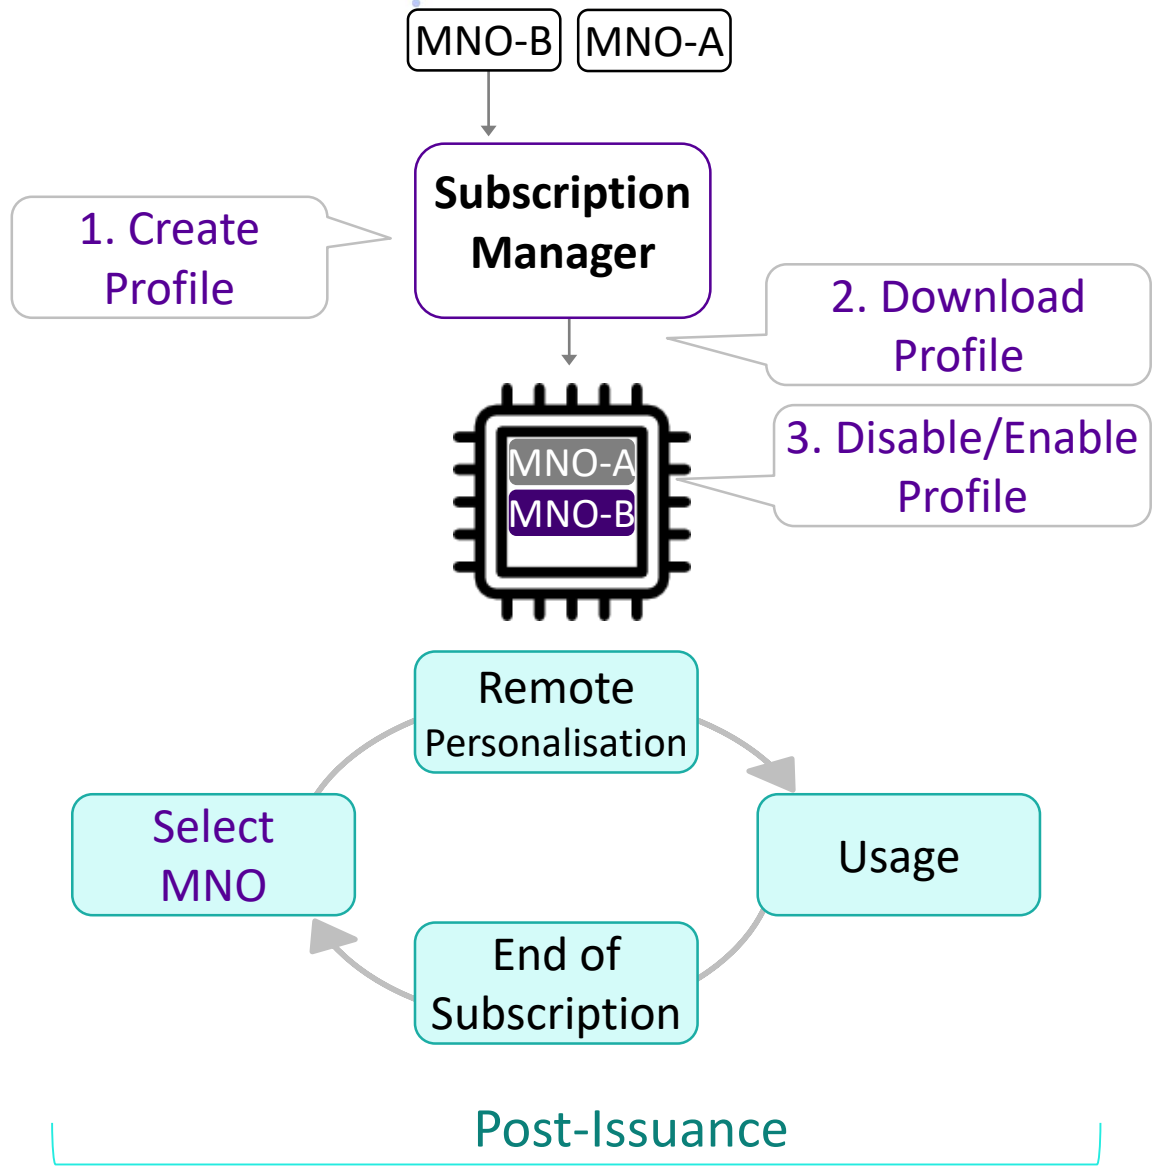 MNO-B
MNO-A
Subscription
Manager
1. Create
Profile
2. Download
Profile
3. Disable/Enable
Profile
MNO-A
MNO-B
Remote
Personalisation
Select
MNO
Usage
End of
Subscription
Post-Issuance